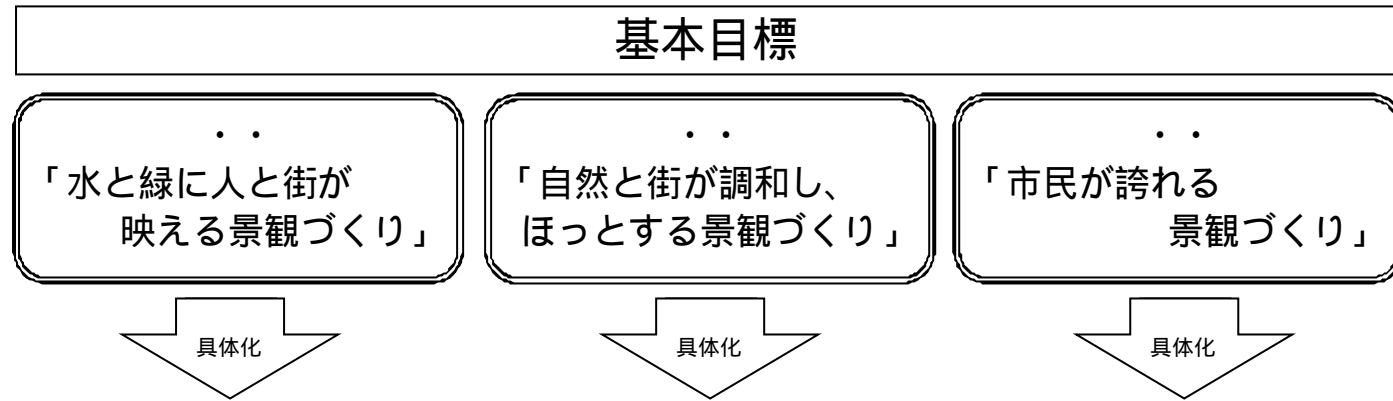 基本目標
・・
「水と緑に人と街が
映える景観づくり」
・・
「自然と街が調和し、
ほっとする景観づくり」
・・
「市民が誇れる
景観づくり」
具体化
具体化
具体化